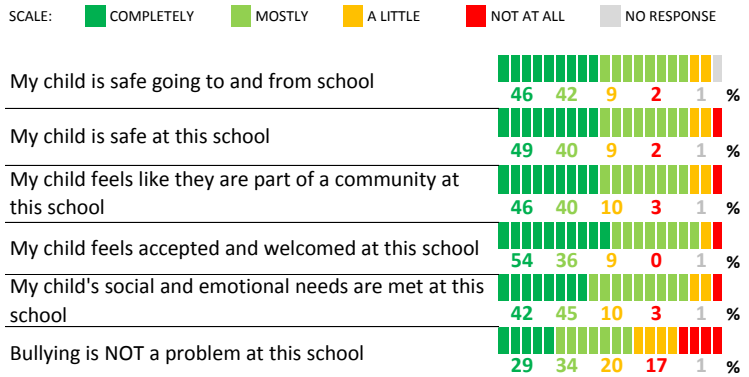 SCALE: COMPLETELY MOSTLY A LITTLE NOT AT ALL NO RESPONSE
My child is safe going to and from school
46 42 9 2 1 %
My child is safe at this school
49 40 9 2 1 %
My child feels like they are part of a community at
this school
46 40 10 3 1 %
My child feels accepted and welcomed at this school
54 36 9 0 1 %
My child's social and emotional needs are met at this
school
42 45 10 3 1 %
Bullying is NOT a problem at this school
29 34 20 17 1 %